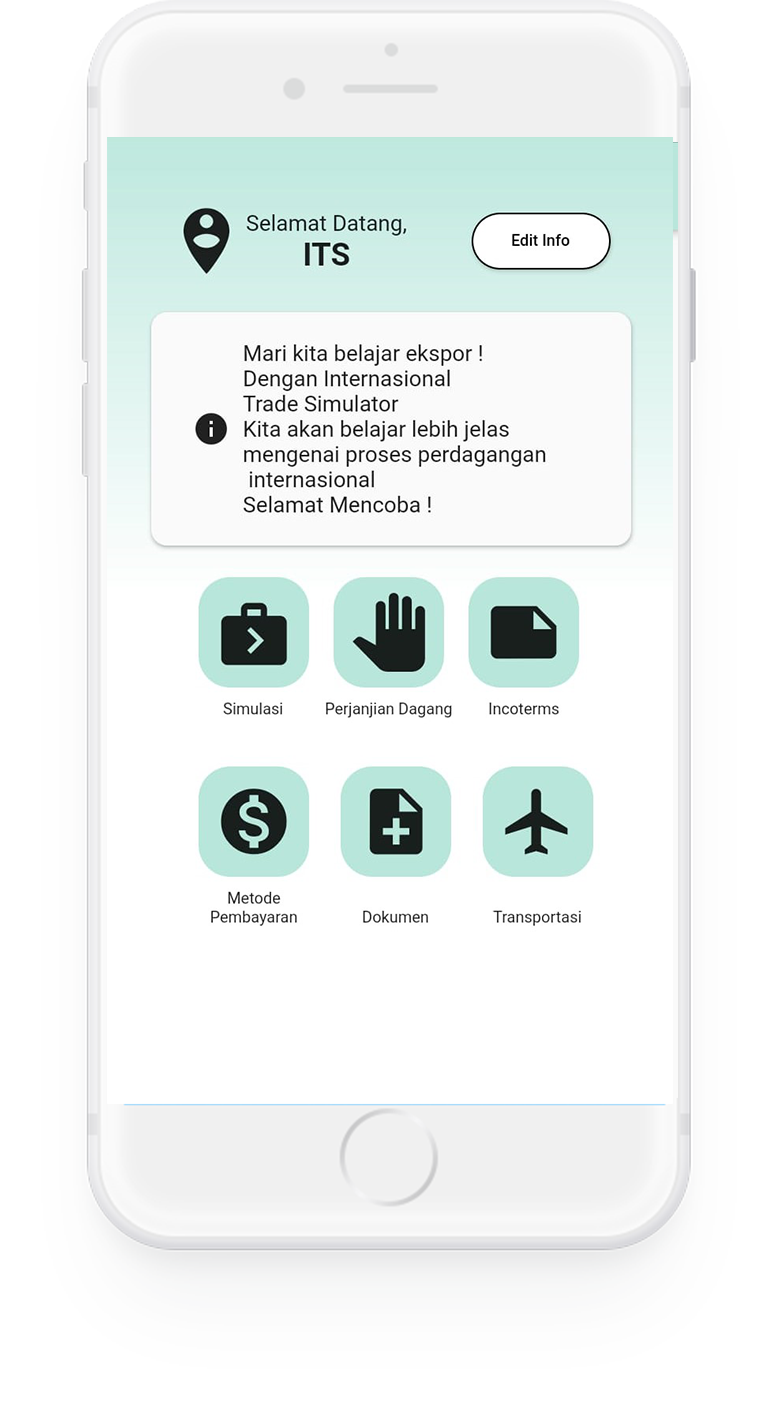 Selamat Datang,
ITS
Edit Info
Mari kita belajar ekspor !
Dengan Internasional
Trade Simulator
Kita akan belajar lebih jelas
mengenai proses perdagangan
internasional
Selamat Mencoba !
Simulasi
Perjanjian Dagang
Incoterms
Metode
Pembayaran
Dokumen
Transportasi